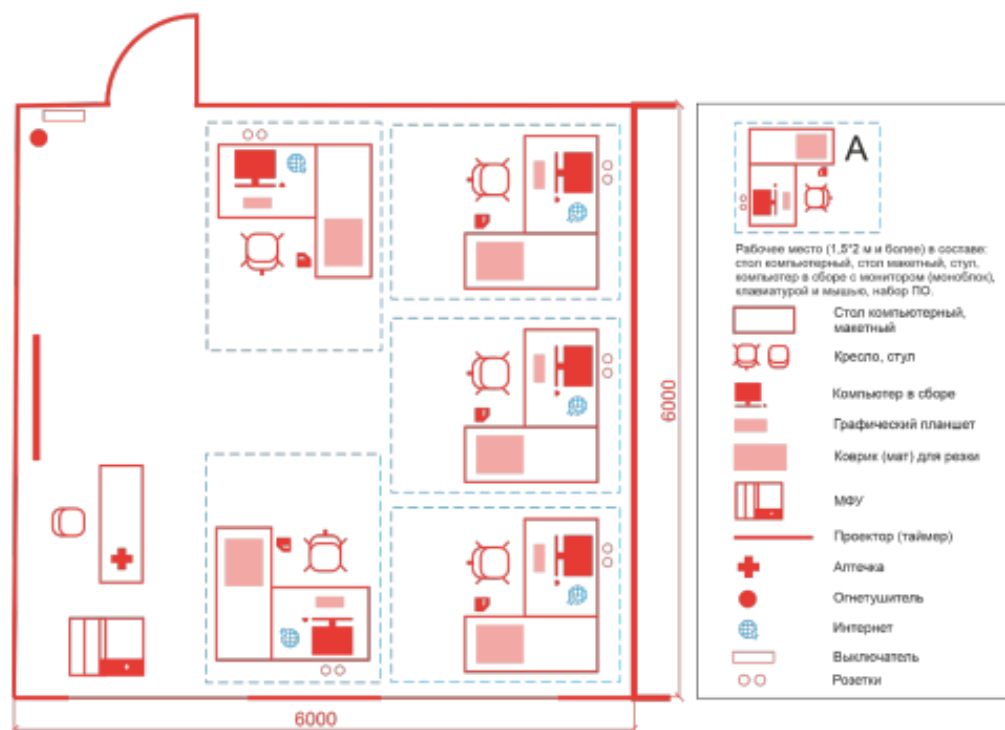 А
Рабочее место (1,5*2 м и более) в составе:
стол компьютерный, стол макетный, стул,
компьютер в сборе с монитором (моноблок),
клавиатурой и мышью, набор ПО.
Стол компьютерный,
макетный
Кресло, стул
Компьютер в сборе
Графический планшет
Коврик (мат) для резки
МФУ
Проектор (таймер)
Аптечка
Огнетушитель
Интернет
Выключатель
Розетки
6000
6000